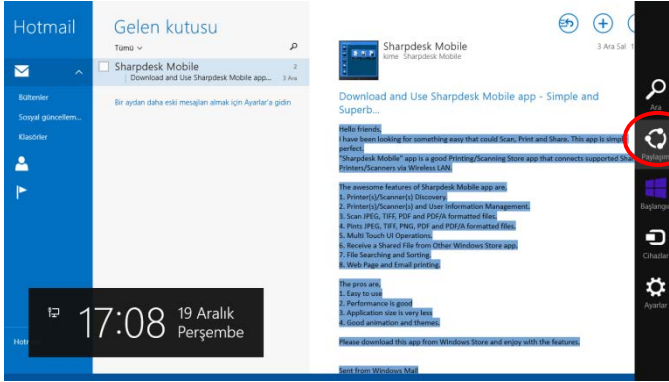 Hotmail
Bültenler
Sosyal güncellem...
Klasörler
Gelen kutusu
Tümü
Sharpdesk Mobile
2
Download and Use Sharpdesk Mobile app...
3 Ara
Bir aydan daha eski mesajları almak için Ayarlar'a gidin
Sharpdesk Mobile
kime Sharpdesk Mobile
3 Ara Sal
Download and Use Sharpdesk Mobile app - Simple and
Superb...
Hello friends,
I have been looking for something easy that could Scan, Print and Share. This app is simply
perfect.
"Sharpdesk Mobile" app is a good Printing/Scanning Store app that connects supported
Printers/Scanners via Wireless LAN.
The awesome features of Sharpdesk Mobile app are,
1. Printer(s)/Scanner(s) Discovery.
2. Printer(s)/Scanner(s) and User Information Management.
3. Scan JPEG, TIFF, PDF and PDF/A formatted files.
4. Pints JPEG, TIFF, PNG, PDF and PDF/A formatted files.
5. Multi Touch UI Operations.
6. Receive a Shared File from Other Windows Store app.
7. File Searching and Sorting.
8. Web Page and Email printing.
The pros are,
1. Easy to use
2. Performance is good
3. Application size is very less
4. Good animation and themes.
Please download this app from Windows Store and enjoy with the features.
Sent from Windows Mail
Ara
Paylaşım
Başlangıç
Cihazlar
Ayarlar
17:08
19 Aralık
Perşembe